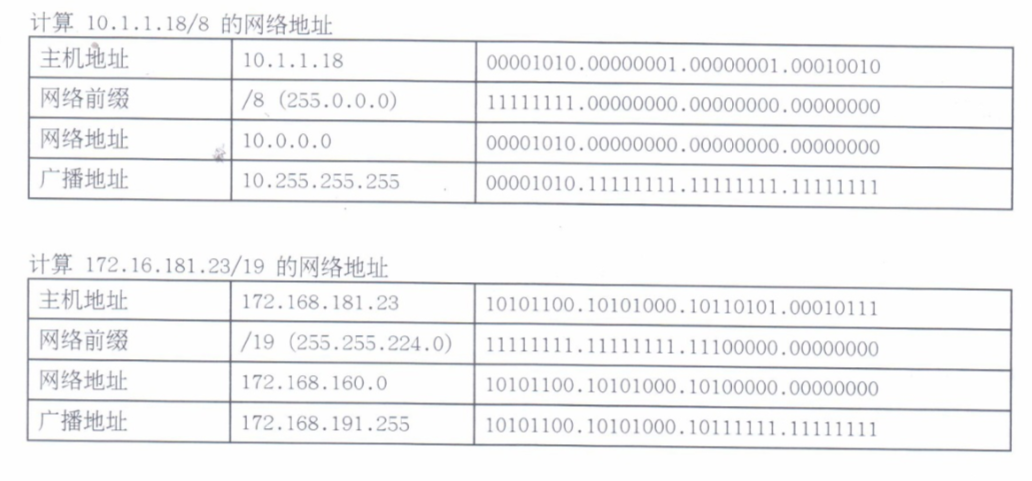 计算 10.1.1.18/8 的网络地址
主机地址 10.1.1.18 00001010.00000001.00000001.00010010
网络前缀 /8 (255.0.0.0) 11111111.00000000.00000000.00000000
网络地址 10.0.0.0 00001010.00000000.00000000.00000000
广播地址 10.255.255.255 00001010.11111111.11111111.11111111
计算 172.16.181.23/19 的网络地址
主机地址 172.168.181.23 10101100.10101000.10110101.00010111
网络前缀 /19 (255.255.224.0) 11111111.11111111.11100000.00000000
网络地址 172.168.160.0 10101100.10101000.10100000.00000000
广播地址 172.168.191.255 10101100.10101000.10111111.11111111